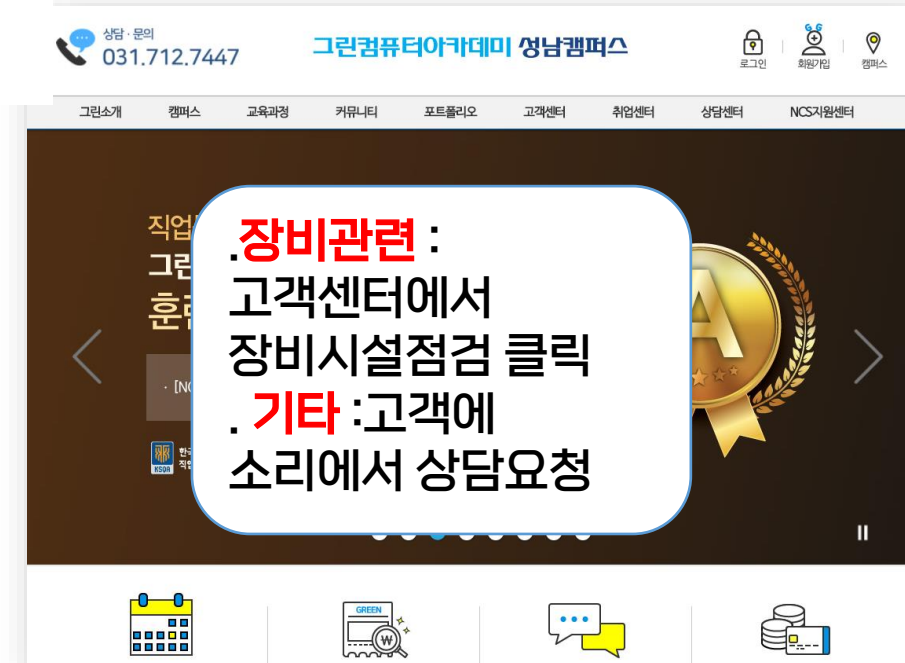 상담 · 문의
031.712.7447
그린컴퓨터아카데미 성남캠퍼스
로그인
회원가입
캠퍼스
그린소개 캠퍼스 교육과정 커뮤니티 포트폴리오 고객센터 취업센터 상담센터 NCS지원센터
직업
그린
.장비관련 :
고객센터에서
장비시설점검 클릭
. 기타 :고객에
소리에서 상담요청
A
KSQA
GREEN